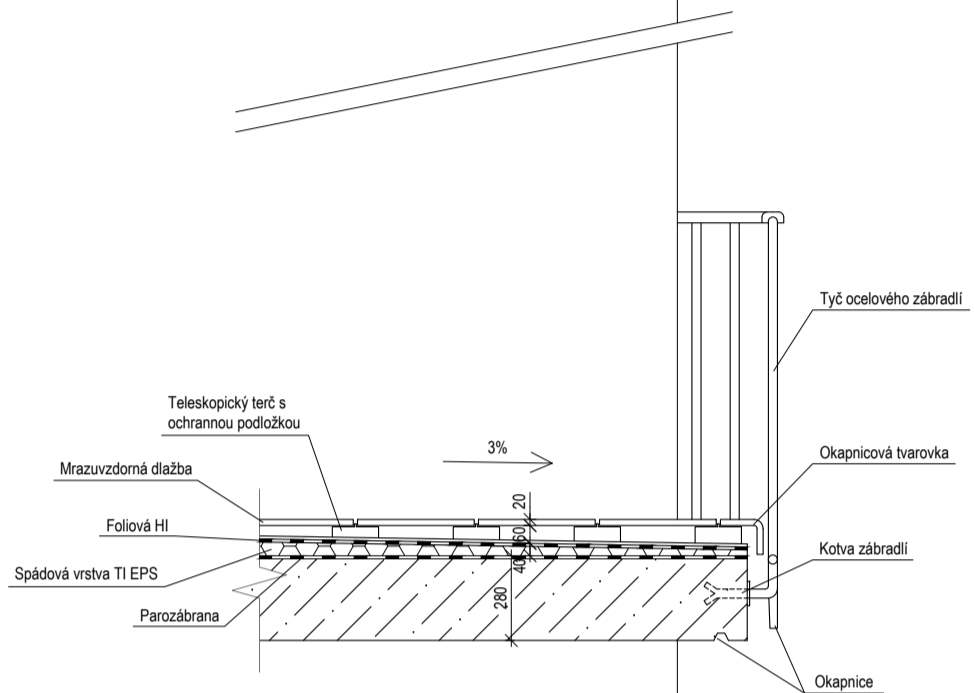 Tyč ocelového zábradlí
Teleskopický terč s
ochrannou podložkou
3%
Okapnicová tvarovka
Mrazuvzdorná dlažba
20
Foliová HI
60
Kotva zábradlí
40
Spádová vrstva TI EPS
280
Parozábrana
Okapnice